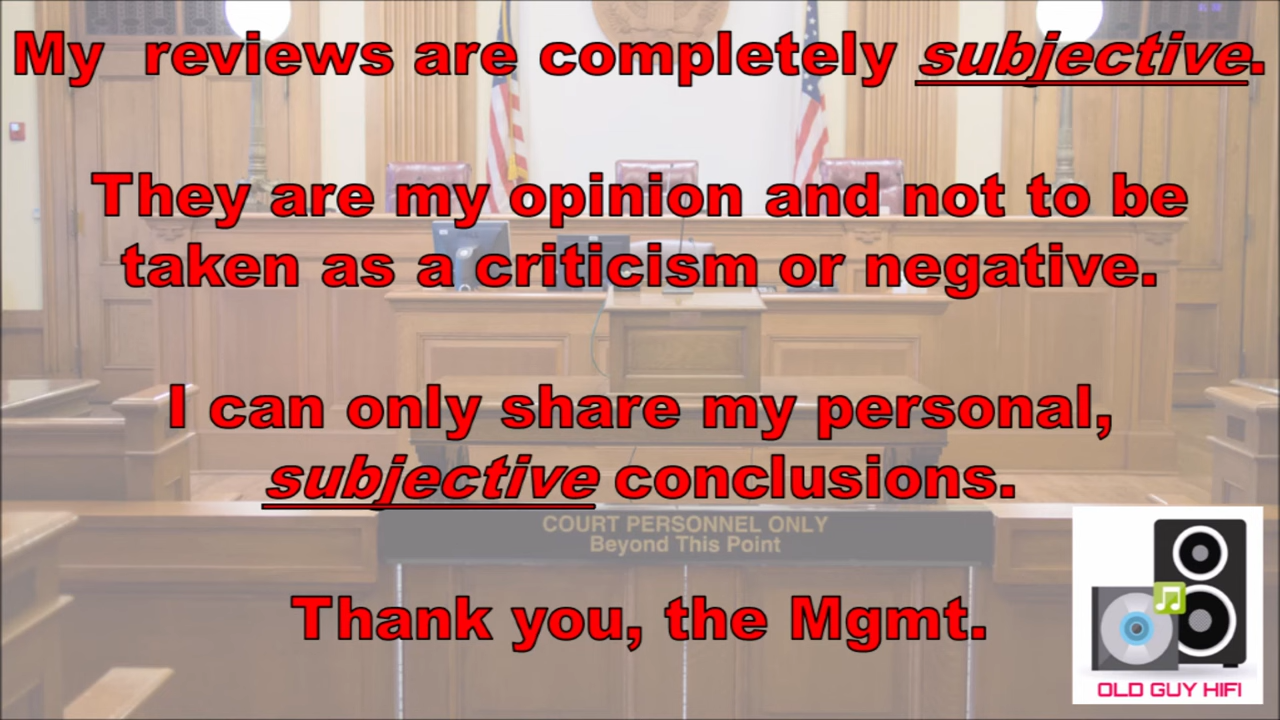 My  reviews are completely subjective.
They are my opinion and not to be
taken as a criticism or negative.
I can only share my personal,
subjective conclusions.
COURT PERSONNEL ONLY
Beyond This Point
Thank you, the Mgmt.
OLD GUY HIFI